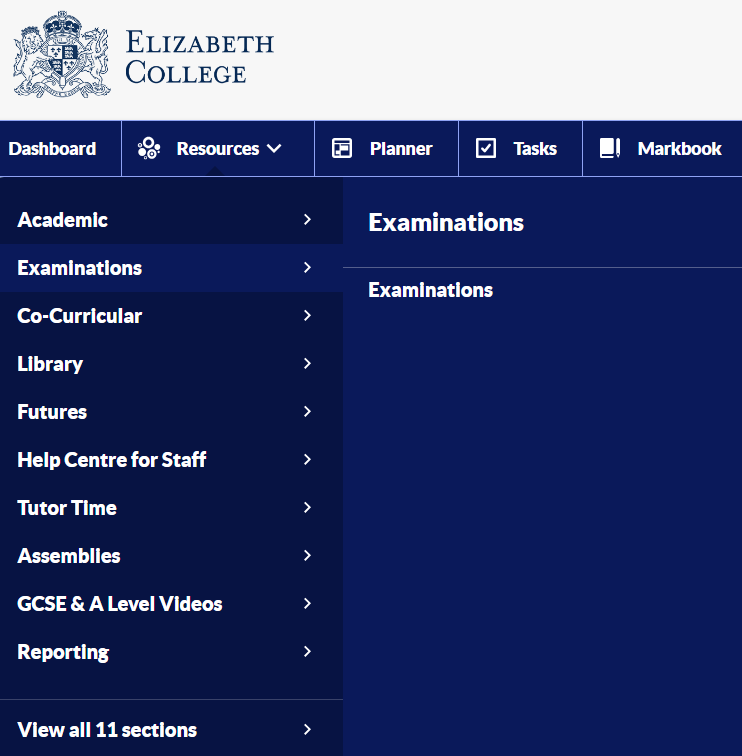 ELIZABETH
COLLEGE
Dashboard
Resources
Planner
Tasks
Markbook
Academic
Examinations
Co-Curricular
Library
Futures
Help Centre for Staff
Tutor Time
Assemblies
GCSE & A Level Videos
Reporting
View all 11 sections
Examinations
Examinations